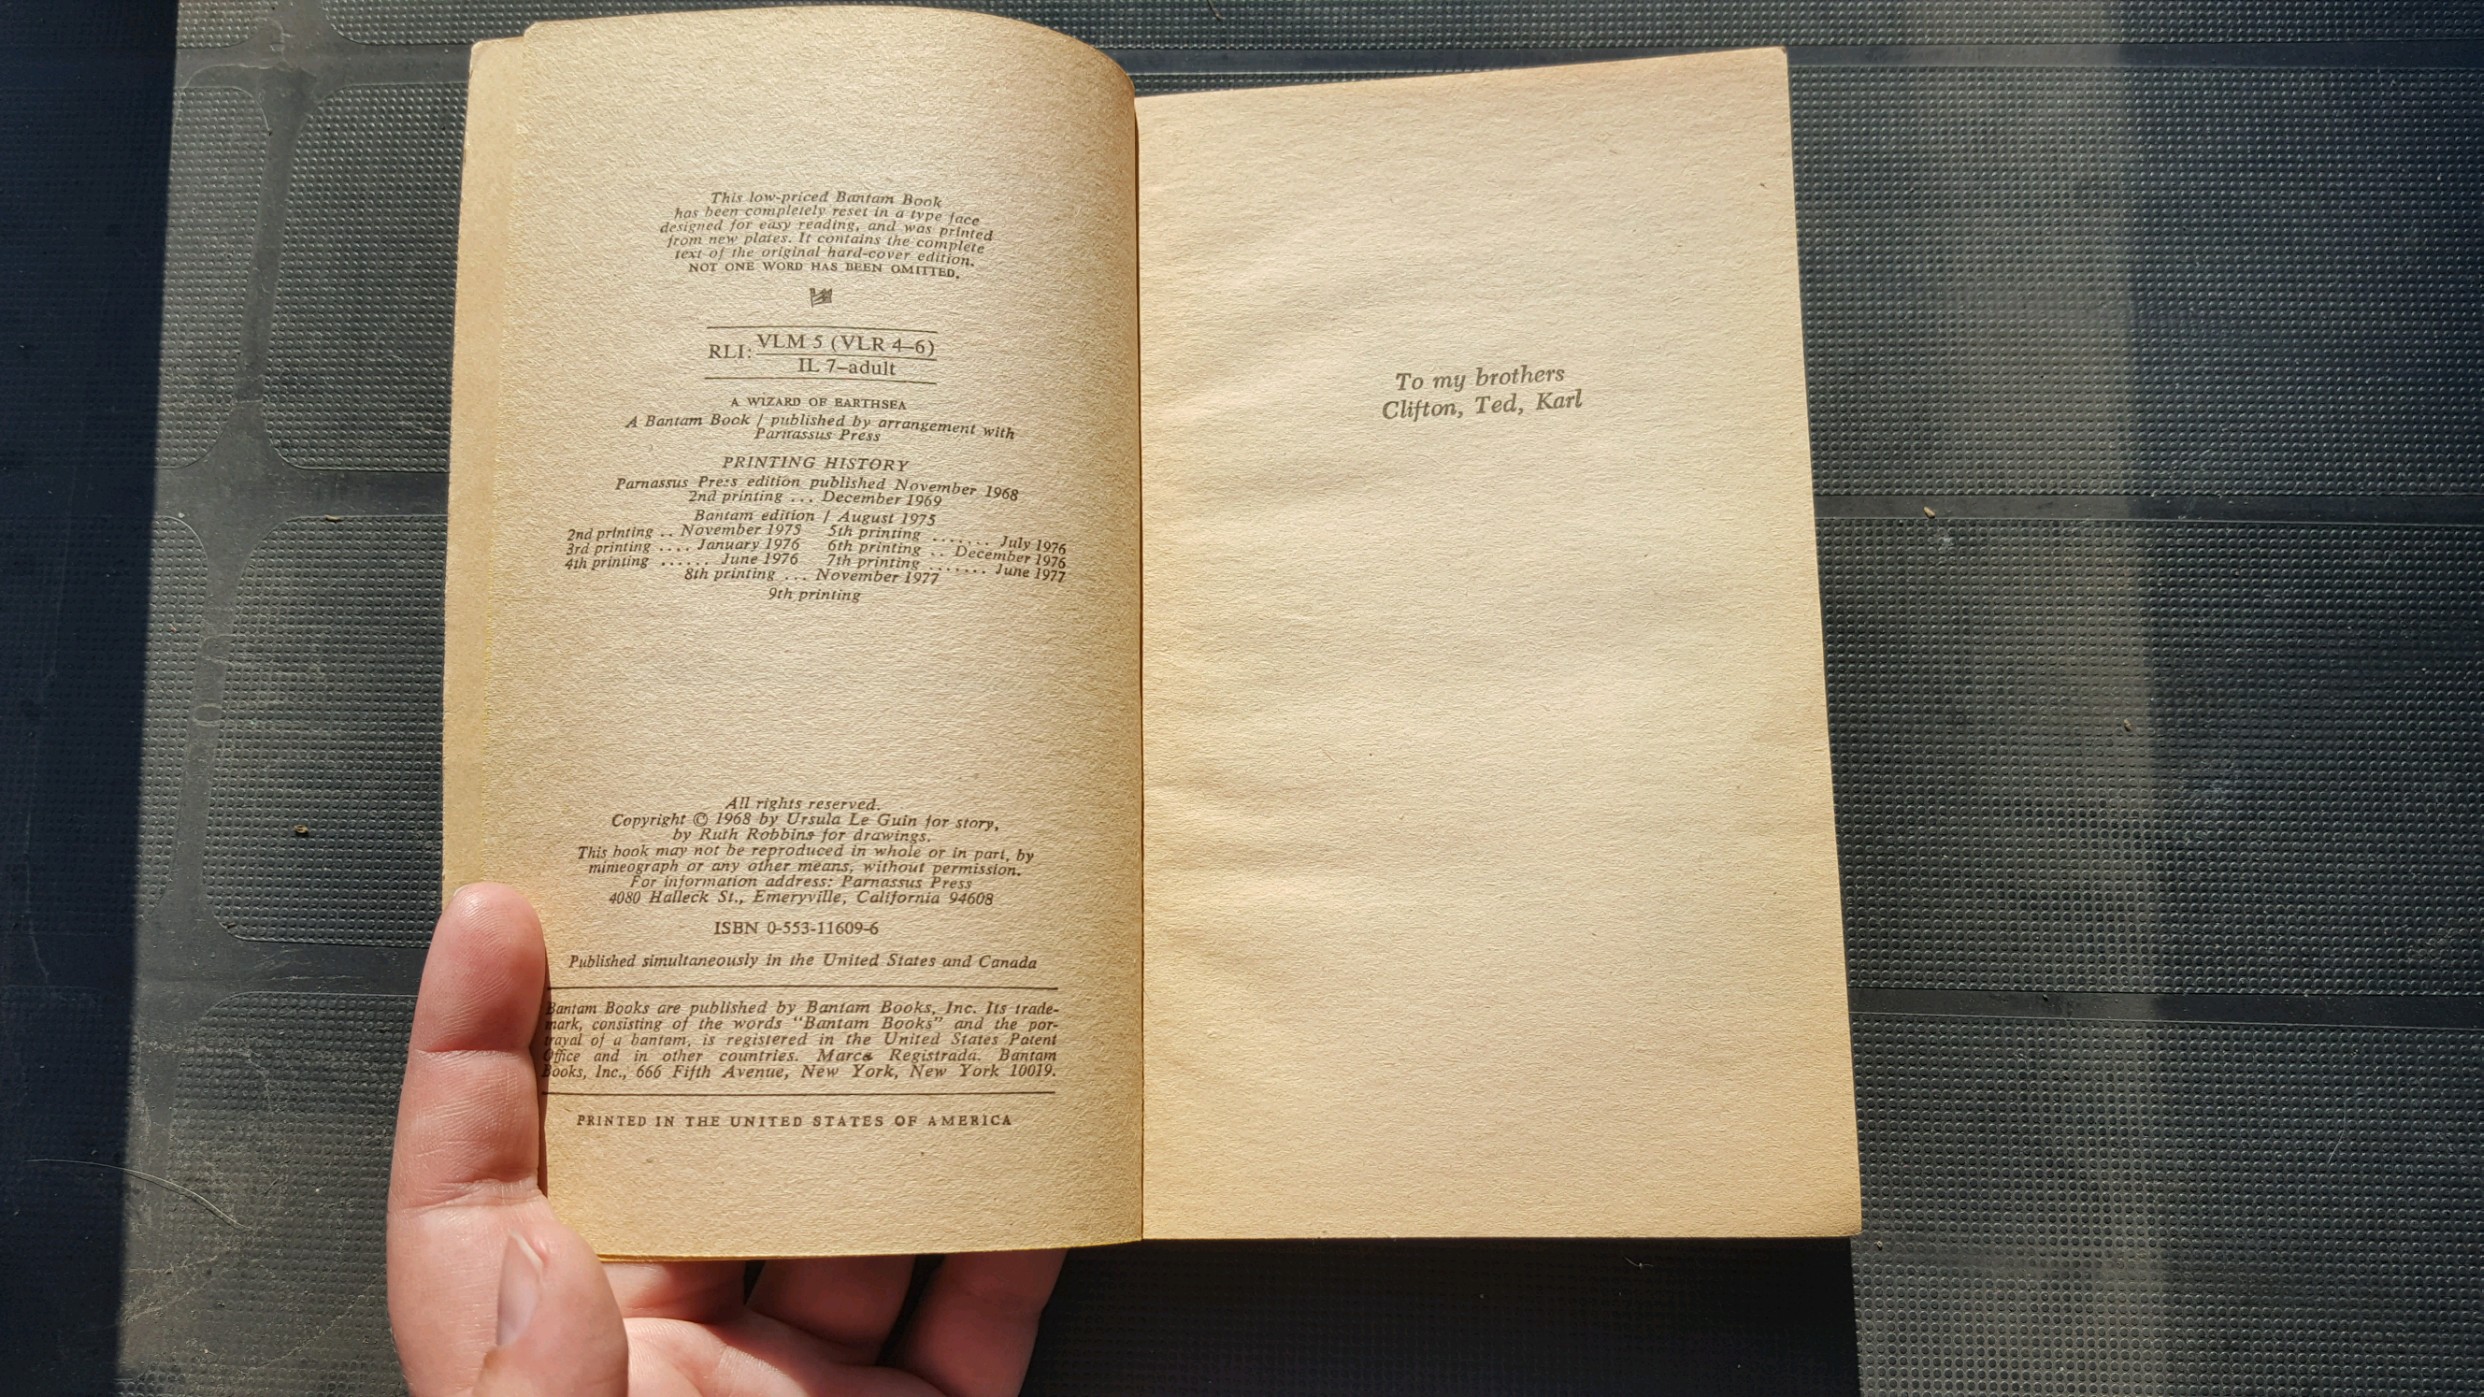 This low-priced Bantam Book
has been completely reset in a type face
designed for easy reading, and was printed
from new plates. It contains the complete
text of the original hard-cover edition.
NOT ONE WORD HAS BEEN OMITTED.
RLI: VLM 5 (VLR 4–6)
IL 7–adult
A WIZARD OF EARTHSEA
A Bantam Book / published by arrangement with
Parnassus Press
PRINTING HISTORY
Parnassus Press edition published November 1968
2nd printing ... December 1969
Bantam edition / August 1975
2nd printing .. November 1975 5th printing ....... July 1976
3rd printing .... January 1976 6th printing .. December 1976
4th printing ...... June 1976 7th printing ....... June 1977
8th printing ... November 1977
9th printing
All rights reserved.
Copyright © 1968 by Ursula Le Guin for story,
by Ruth Robbins for drawings.
This book may not be reproduced in whole or in part, by
mimeograph or any other means, without permission.
For information address: Parnassus Press
4080 Halleck St., Emeryville, California 94608
ISBN 0-553-11609-6
Published simultaneously in the United States and Canada
Bantam Books are published by Bantam Books, Inc. Its trade-
mark, consisting of the words "Bantam Books" and the por-
trayal of a bantam, is registered in the United States Patent
Office and in other countries. Marca Registrada. Bantam
Books, Inc., 666 Fifth Avenue, New York, New York 10019.
PRINTED IN THE UNITED STATES OF AMERICA
To my brothers
Clifton, Ted, Karl